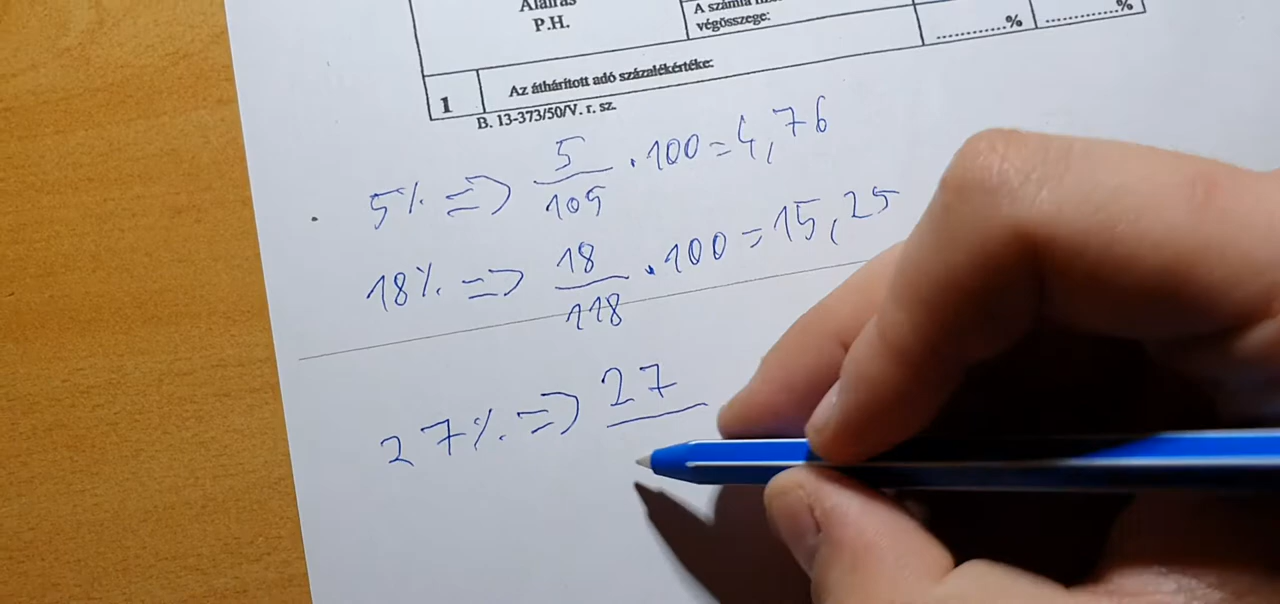 Aláírás
P.H.
A számla
végösszege:
............% ............%
1 Az áthárított adó százalékértéke:
B. 13-373/50/V. r. sz.
5% => 5/105 · 100 = 4,76
18% => 18/118 · 100 = 15,25
27% => 27